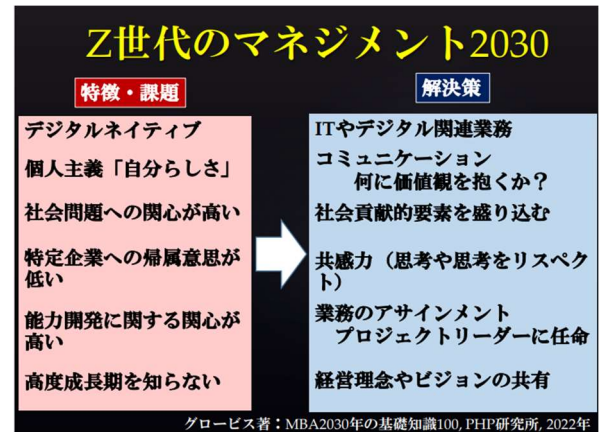 Z世代のマネジメント2030
特徴・課題
デジタルネイティブ
個人主義「自分らしさ」
社会問題への関心が高い
特定企業への帰属意思が
低い
能力開発に関する関心が
高い
高度成長期を知らない
解決策
ITやデジタル関連業務
コミュニケーション
何に価値観を抱くか？
社会貢献的要素を盛り込む
共感力（思考や思考をリスペク
ト）
業務のアサインメント
プロジェクトリーダーに任命
経営理念やビジョンの共有
グロービス著：MBA2030年の基礎知識100, PHP研究所, 2022年